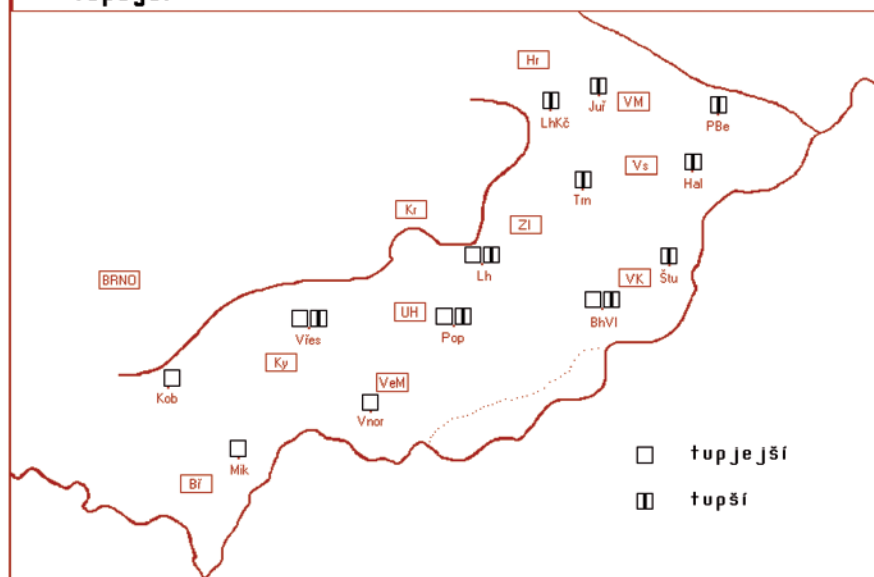 Hr
Juř
VM
LhKč
PBe
Vs
Hal
Trn
Kr
Zl
Lh
BRNO
VK
Štu
BhVl
UH
Vřes
Pop
Ky
VeM
Kob
Vnor
Mik
Bř
tupjejší
tupší